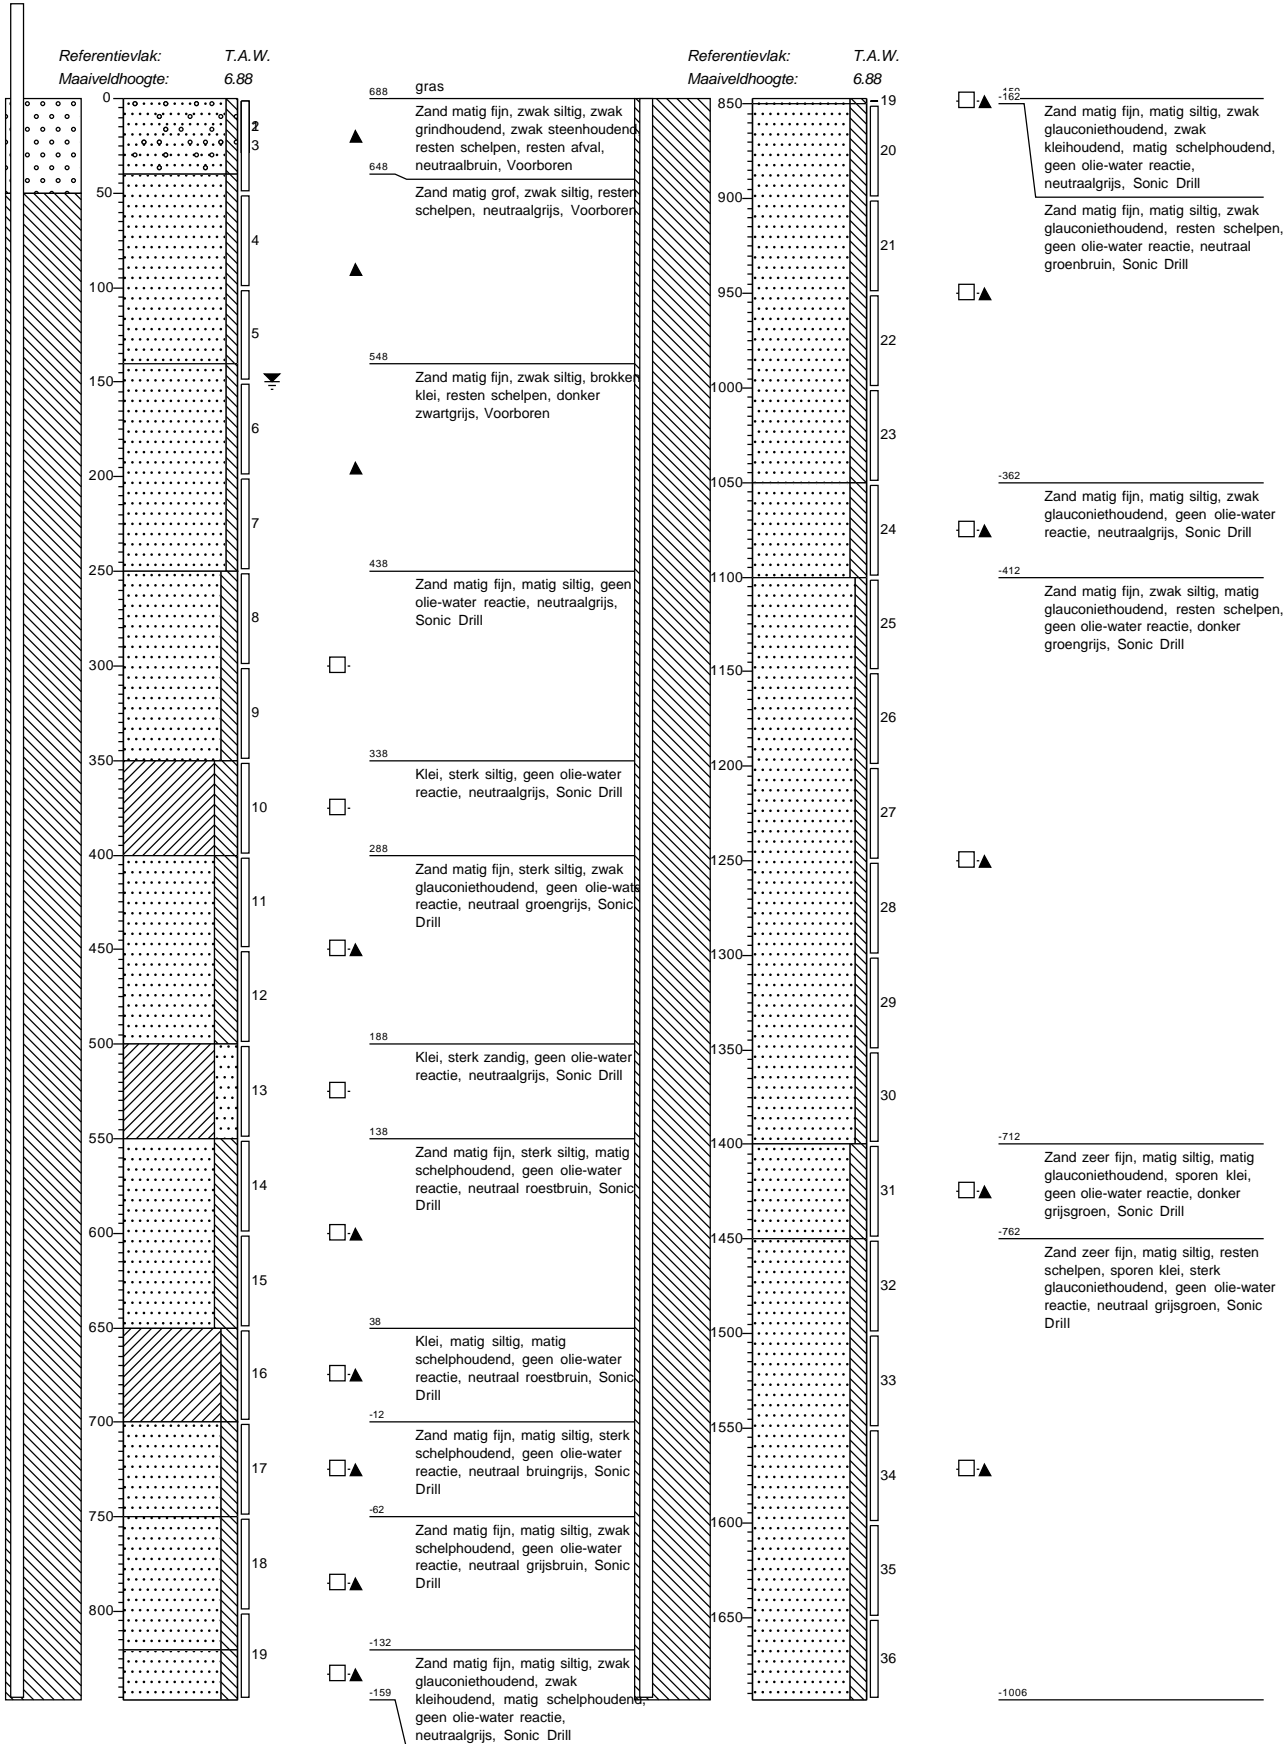 Referentievlak: T.A.W.
Maaiveldhoogte: 6.88
0
50
100
150
200
250
300
350
400
450
500
550
600
650
700
750
800
3
4
5
6
7
8
9
10
11
12
13
14
15
16
17
18
19
688
gras
Zand matig fijn, zwak siltig, zwak
grindhoudend, zwak steenhoudend
resten schelpen, resten afval,
neutraalbruin, Voorboren
648
Zand matig grof, zwak siltig, resten
schelpen, neutraalgrijs, Voorboren
548
Zand matig fijn, zwak siltig, brokken
klei, resten schelpen, donker
zwartgrijs, Voorboren
438
Zand matig fijn, matig siltig, geen
olie-water reactie, neutraalgrijs,
Sonic Drill
338
Klei, sterk siltig, geen olie-water
reactie, neutraalgrijs, Sonic Drill
288
Zand matig fijn, sterk siltig, zwak
glauconiethoudend, geen olie-wate
reactie, neutraal groengrijs, Sonic
Drill
188
Klei, sterk zandig, geen olie-water
reactie, neutraalgrijs, Sonic Drill
138
Zand matig fijn, sterk siltig, matig
schelphoudend, geen olie-water
reactie, neutraal roestbruin, Sonic
Drill
38
Klei, matig siltig, matig
schelphoudend, geen olie-water
reactie, neutraal roestbruin, Sonic
Drill
-12
Zand matig fijn, matig siltig, sterk
schelphoudend, geen olie-water
reactie, neutraal bruingrijs, Sonic
Drill
-62
Zand matig fijn, matig siltig, zwak
schelphoudend, geen olie-water
reactie, neutraal grijsbruin, Sonic
Drill
-132
Zand matig fijn, matig siltig, zwak
glauconiethoudend, zwak
kleihoudend, matig schelphoudend,
geen olie-water reactie,
neutraalgrijs, Sonic Drill
-159
Referentievlak: T.A.W.
Maaiveldhoogte: 6.88
850
900
950
1000
1050
1100
1150
1200
1250
1300
1350
1400
1450
1500
1550
1600
1650
19
20
21
22
23
24
25
26
27
28
29
30
31
32
33
34
35
36
-162
Zand matig fijn, matig siltig, zwak
glauconiethoudend, zwak
kleihoudend, matig schelphoudend,
geen olie-water reactie,
neutraalgrijs, Sonic Drill
Zand matig fijn, matig siltig, zwak
glauconiethoudend, resten schelpen,
geen olie-water reactie, neutraal
groenbruin, Sonic Drill
-362
Zand matig fijn, matig siltig, zwak
glauconiethoudend, geen olie-water
reactie, neutraalgrijs, Sonic Drill
-412
Zand matig fijn, zwak siltig, matig
glauconiethoudend, resten schelpen,
geen olie-water reactie, donker
groengrijs, Sonic Drill
-712
Zand zeer fijn, matig siltig, matig
glauconiethoudend, sporen klei,
geen olie-water reactie, donker
grijsgroen, Sonic Drill
-762
Zand zeer fijn, matig siltig, resten
schelpen, sporen klei, sterk
glauconiethoudend, geen olie-water
reactie, neutraal grijsgroen, Sonic
Drill
-1006